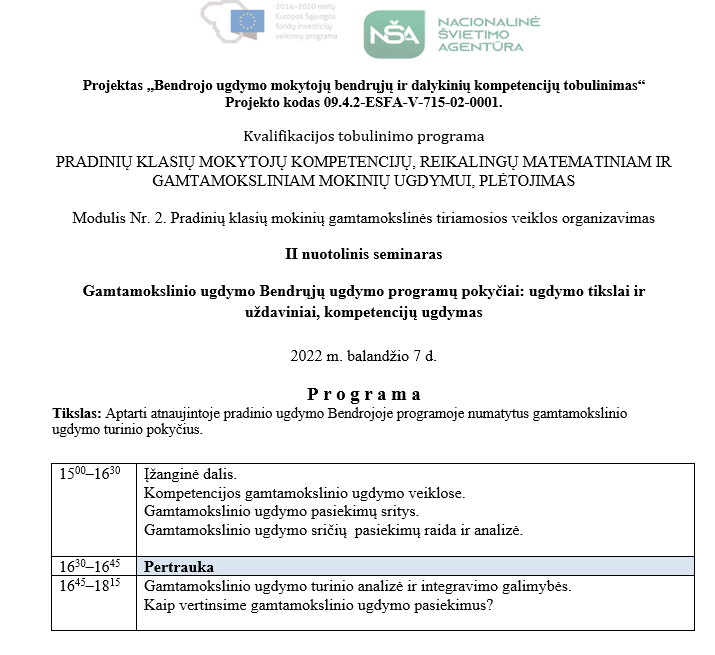 2014–2020 metų
Europos Sąjungos
fondų investicijų
veiksmų programa
NŠA
NACIONALINĖ
ŠVIETIMO
AGENTŪRA
Projektas „Bendrojo ugdymo mokytojų bendrųjų ir dalykinių kompetencijų tobulinimas“
Projekto kodas 09.4.2-ESFA-V-715-02-0001.
Kvalifikacijos tobulinimo programa
PRADINIŲ KLASIŲ MOKYTOJŲ KOMPETENCIJŲ, REIKALINGŲ MATEMATINIAM IR
GAMTAMOKSLINIAM MOKINIŲ UGDYMUI, PLĖTOJIMAS
Modulis Nr. 2. Pradinių klasių mokinių gamtamokslinės tiriamosios veiklos organizavimas
II nuotolinis seminaras
Gamtamokslinio ugdymo Bendrųjų ugdymo programų pokyčiai: ugdymo tikslai ir
uždaviniai, kompetencijų ugdymas
2022 m. balandžio 7 d.
P r o g r a m a
Tikslas: Aptarti atnaujintoje pradinio ugdymo Bendrojoje programoje numatytus gamtamokslinio
ugdymo turinio pokyčius.
15⁰⁰–16³⁰ Įžanginė dalis.
Kompetencijos gamtamokslinio ugdymo veiklose.
Gamtamokslinio ugdymo pasiekimų sritys.
Gamtamokslinio ugdymo sričių pasiekimų raida ir analizė.
16³⁰–16⁴⁵ Pertrauka
16⁴⁵–18¹⁵ Gamtamokslinio ugdymo turinio analizė ir integravimo galimybės.
Kaip vertinsime gamtamokslinio ugdymo pasiekimus?